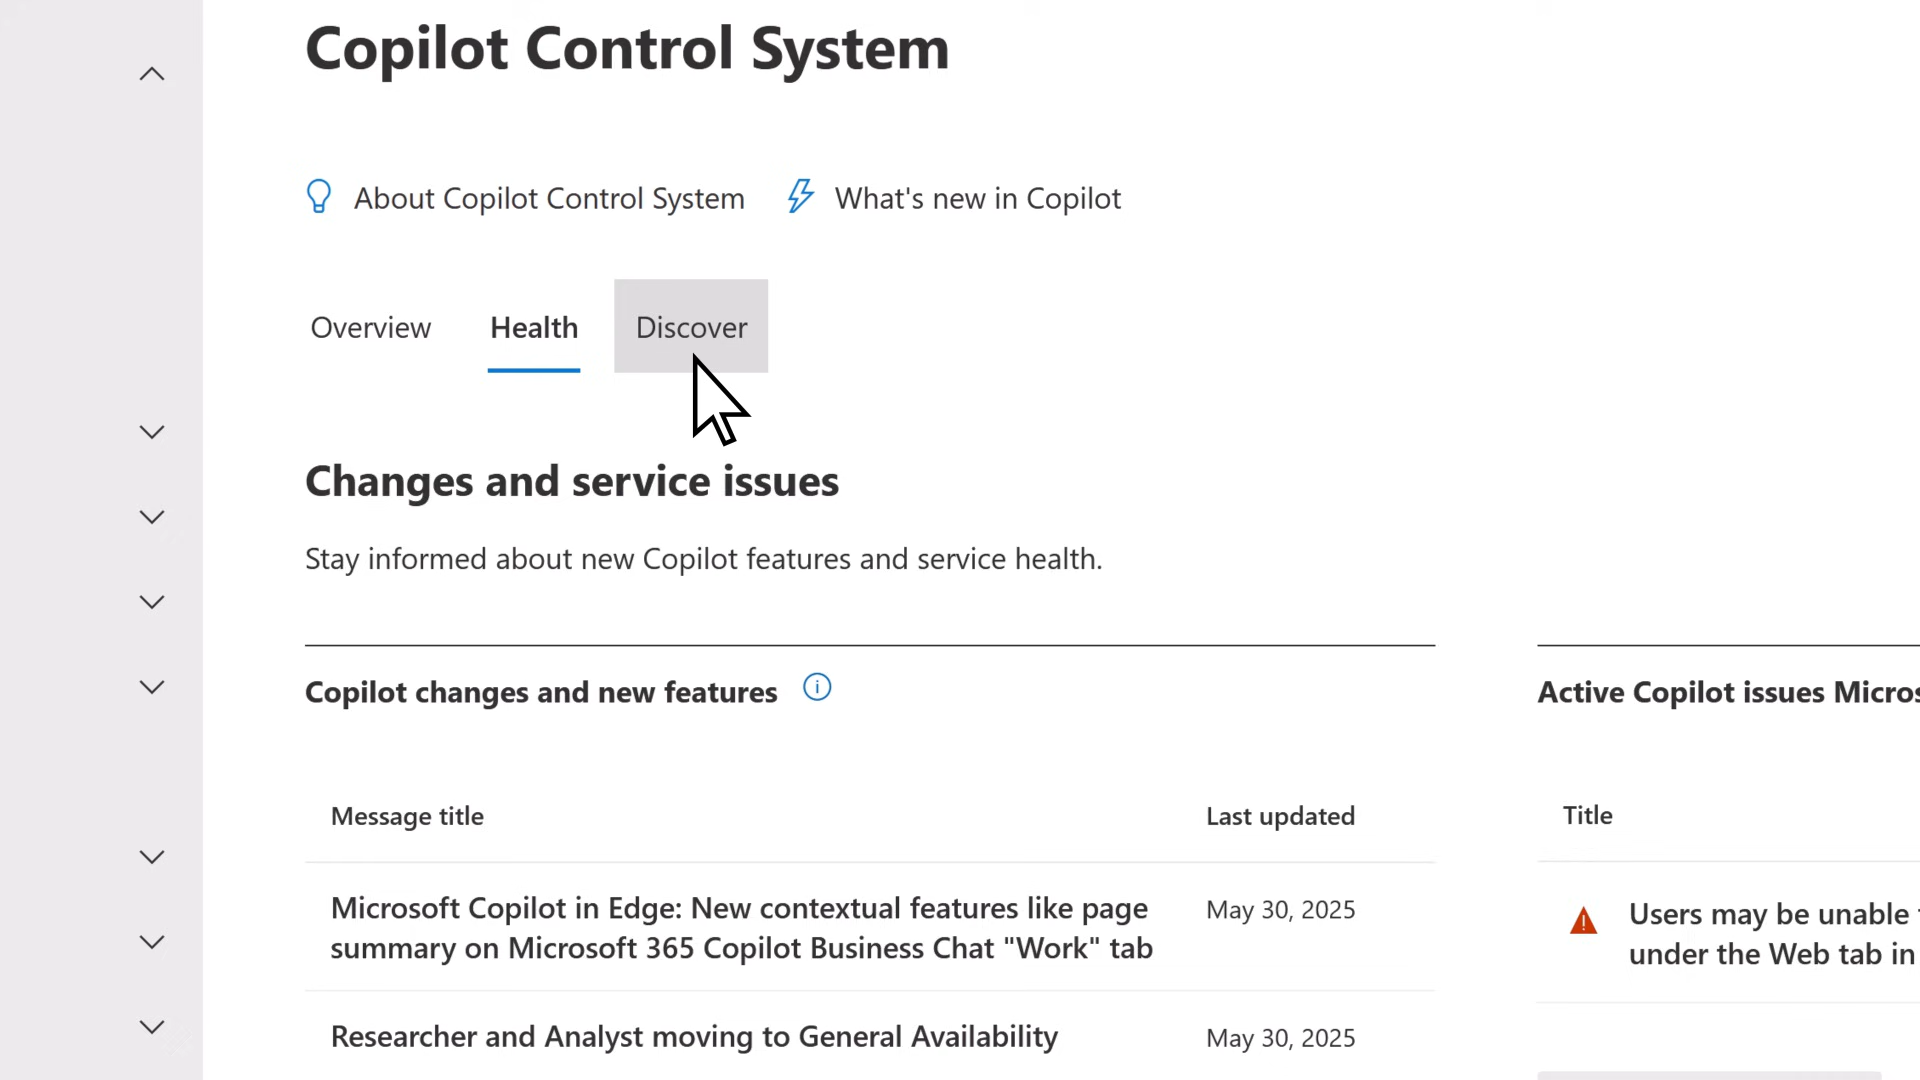 Copilot Control System
About Copilot Control System
What's new in Copilot
Overview
Health
Discover
Changes and service issues
Stay informed about new Copilot features and service health.
Copilot changes and new features
Message title
Last updated
Microsoft Copilot in Edge: New contextual features like page
summary on Microsoft 365 Copilot Business Chat "Work" tab
May 30, 2025
Researcher and Analyst moving to General Availability
May 30, 2025
Active Copilot issues
Title
Users may be unable
under the Web tab in